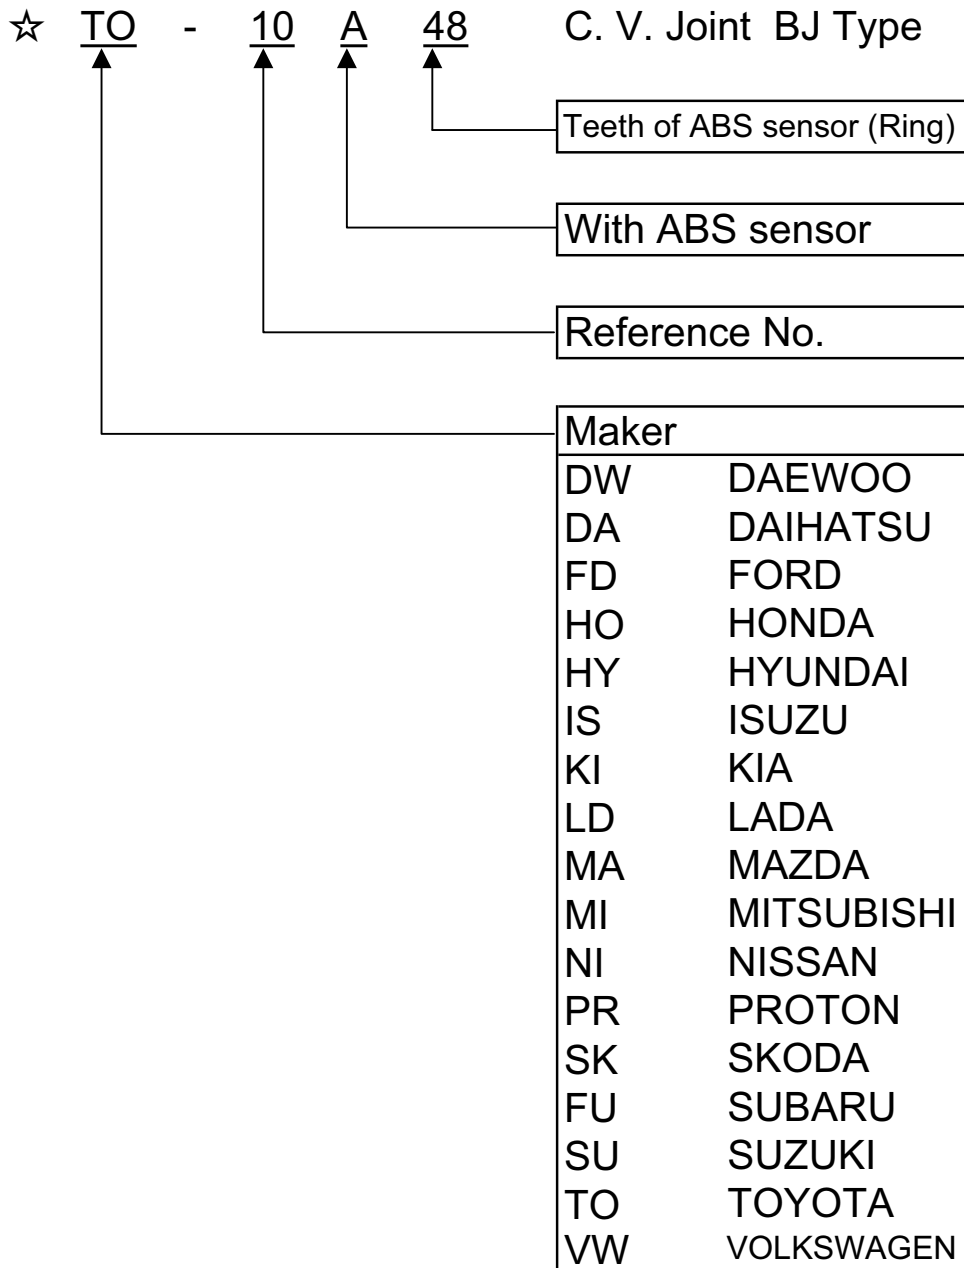 ☆ TO - 10 A 48 C. V. Joint BJ Type
Teeth of ABS sensor (Ring)
With ABS sensor
Reference No.
Maker
DW DAEWOO
DA DAIHATSU
FD FORD
HO HONDA
HY HYUNDAI
IS ISUZU
KI KIA
LD LADA
MA MAZDA
MI MITSUBISHI
NI NISSAN
PR PROTON
SK SKODA
FU SUBARU
SU SUZUKI
TO TOYOTA
VW VOLKSWAGEN